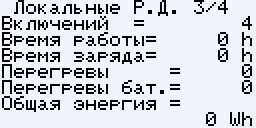 Локальные Р.Д. 3/4
Включений = 4
Время работы= 0 h
Время заряда= 0 h
Перегревы = 0
Перегревы бат.= 0
Общая энергия =
0 Wh